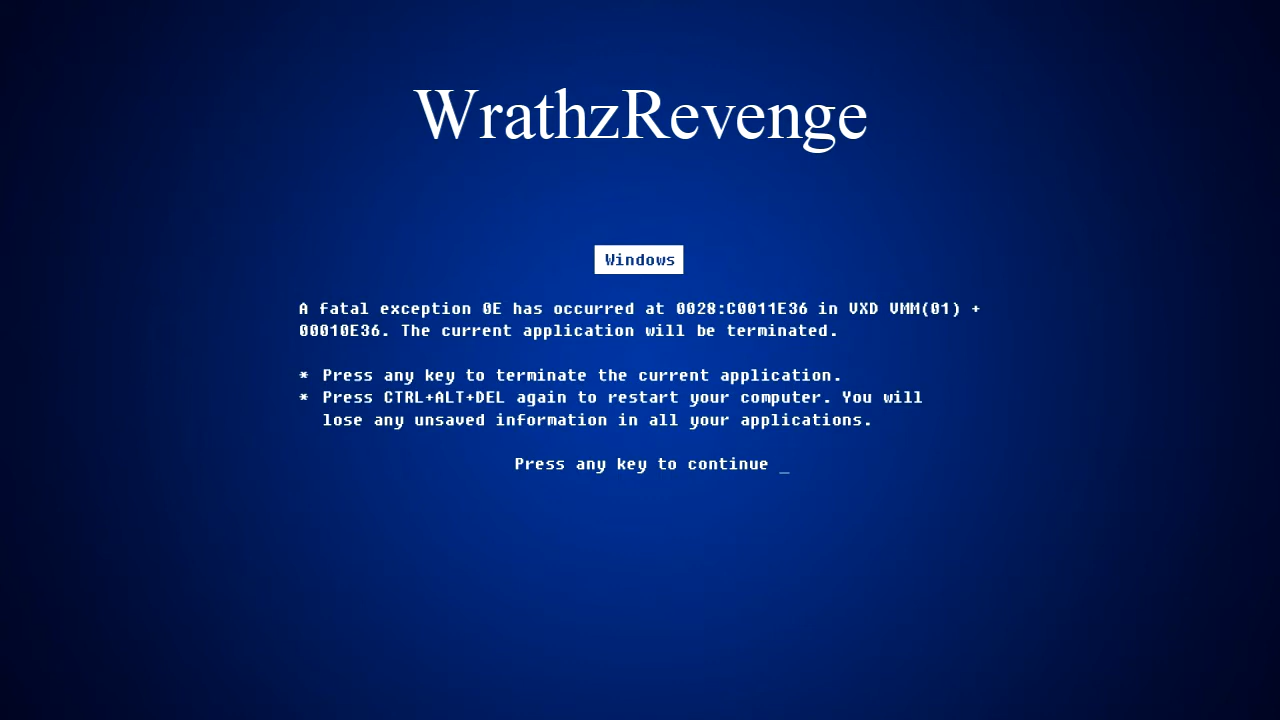 WrathzRevenge
Windows
A fatal exception 0E has occurred at 0028:C0011E36 in VXD VMM(01) +
00010E36. The current application will be terminated.
* Press any key to terminate the current application.
* Press CTRL+ALT+DEL again to restart your computer. You will
lose any unsaved information in all your applications.
Press any key to continue _